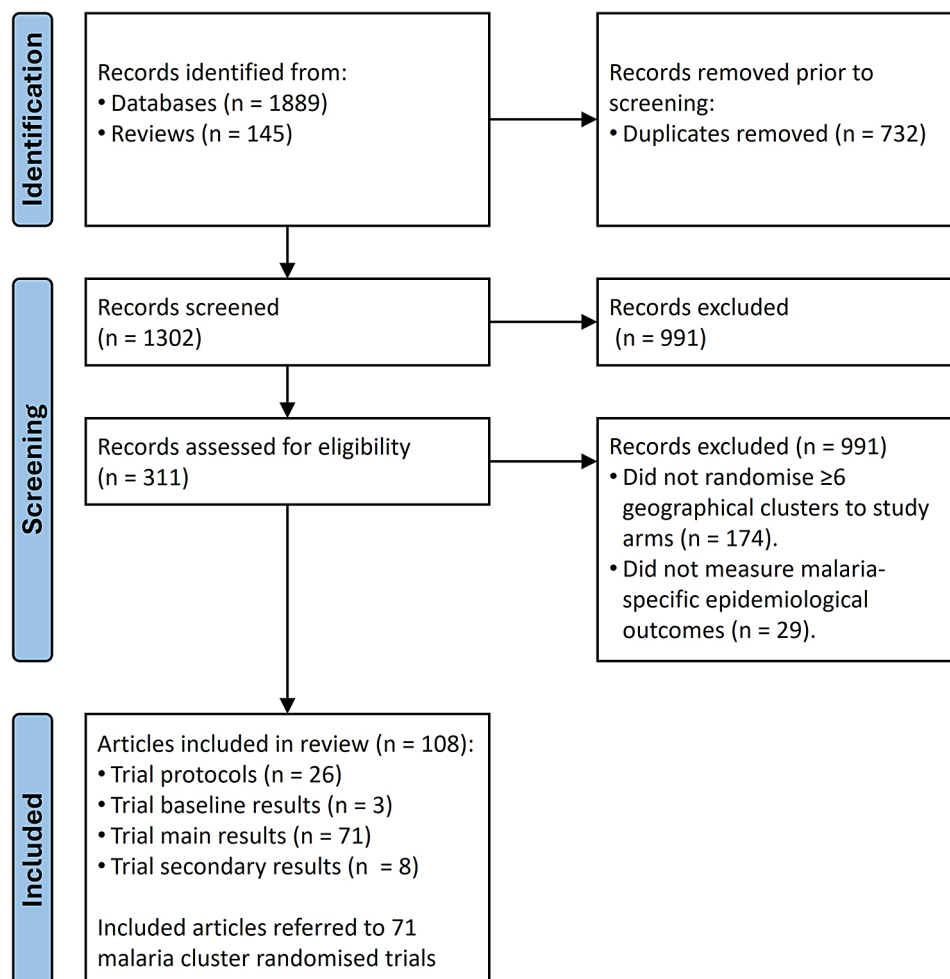 Identification
Records identified from:
• Databases (n = 1889)
• Reviews (n = 145)
Records removed prior to
screening:
• Duplicates removed (n = 732)
Screening
Records screened
(n = 1302)
Records excluded
(n = 991)
Records assessed for eligibility
(n = 311)
Records excluded (n = 991)
• Did not randomise ≥6
geographical clusters to study
arms (n = 174).
• Did not measure malaria-
specific epidemiological
outcomes (n = 29).
Included
Articles included in review (n = 108):
• Trial protocols (n = 26)
• Trial baseline results (n = 3)
• Trial main results (n = 71)
• Trial secondary results (n  = 8)
Included articles referred to 71
malaria cluster randomised trials